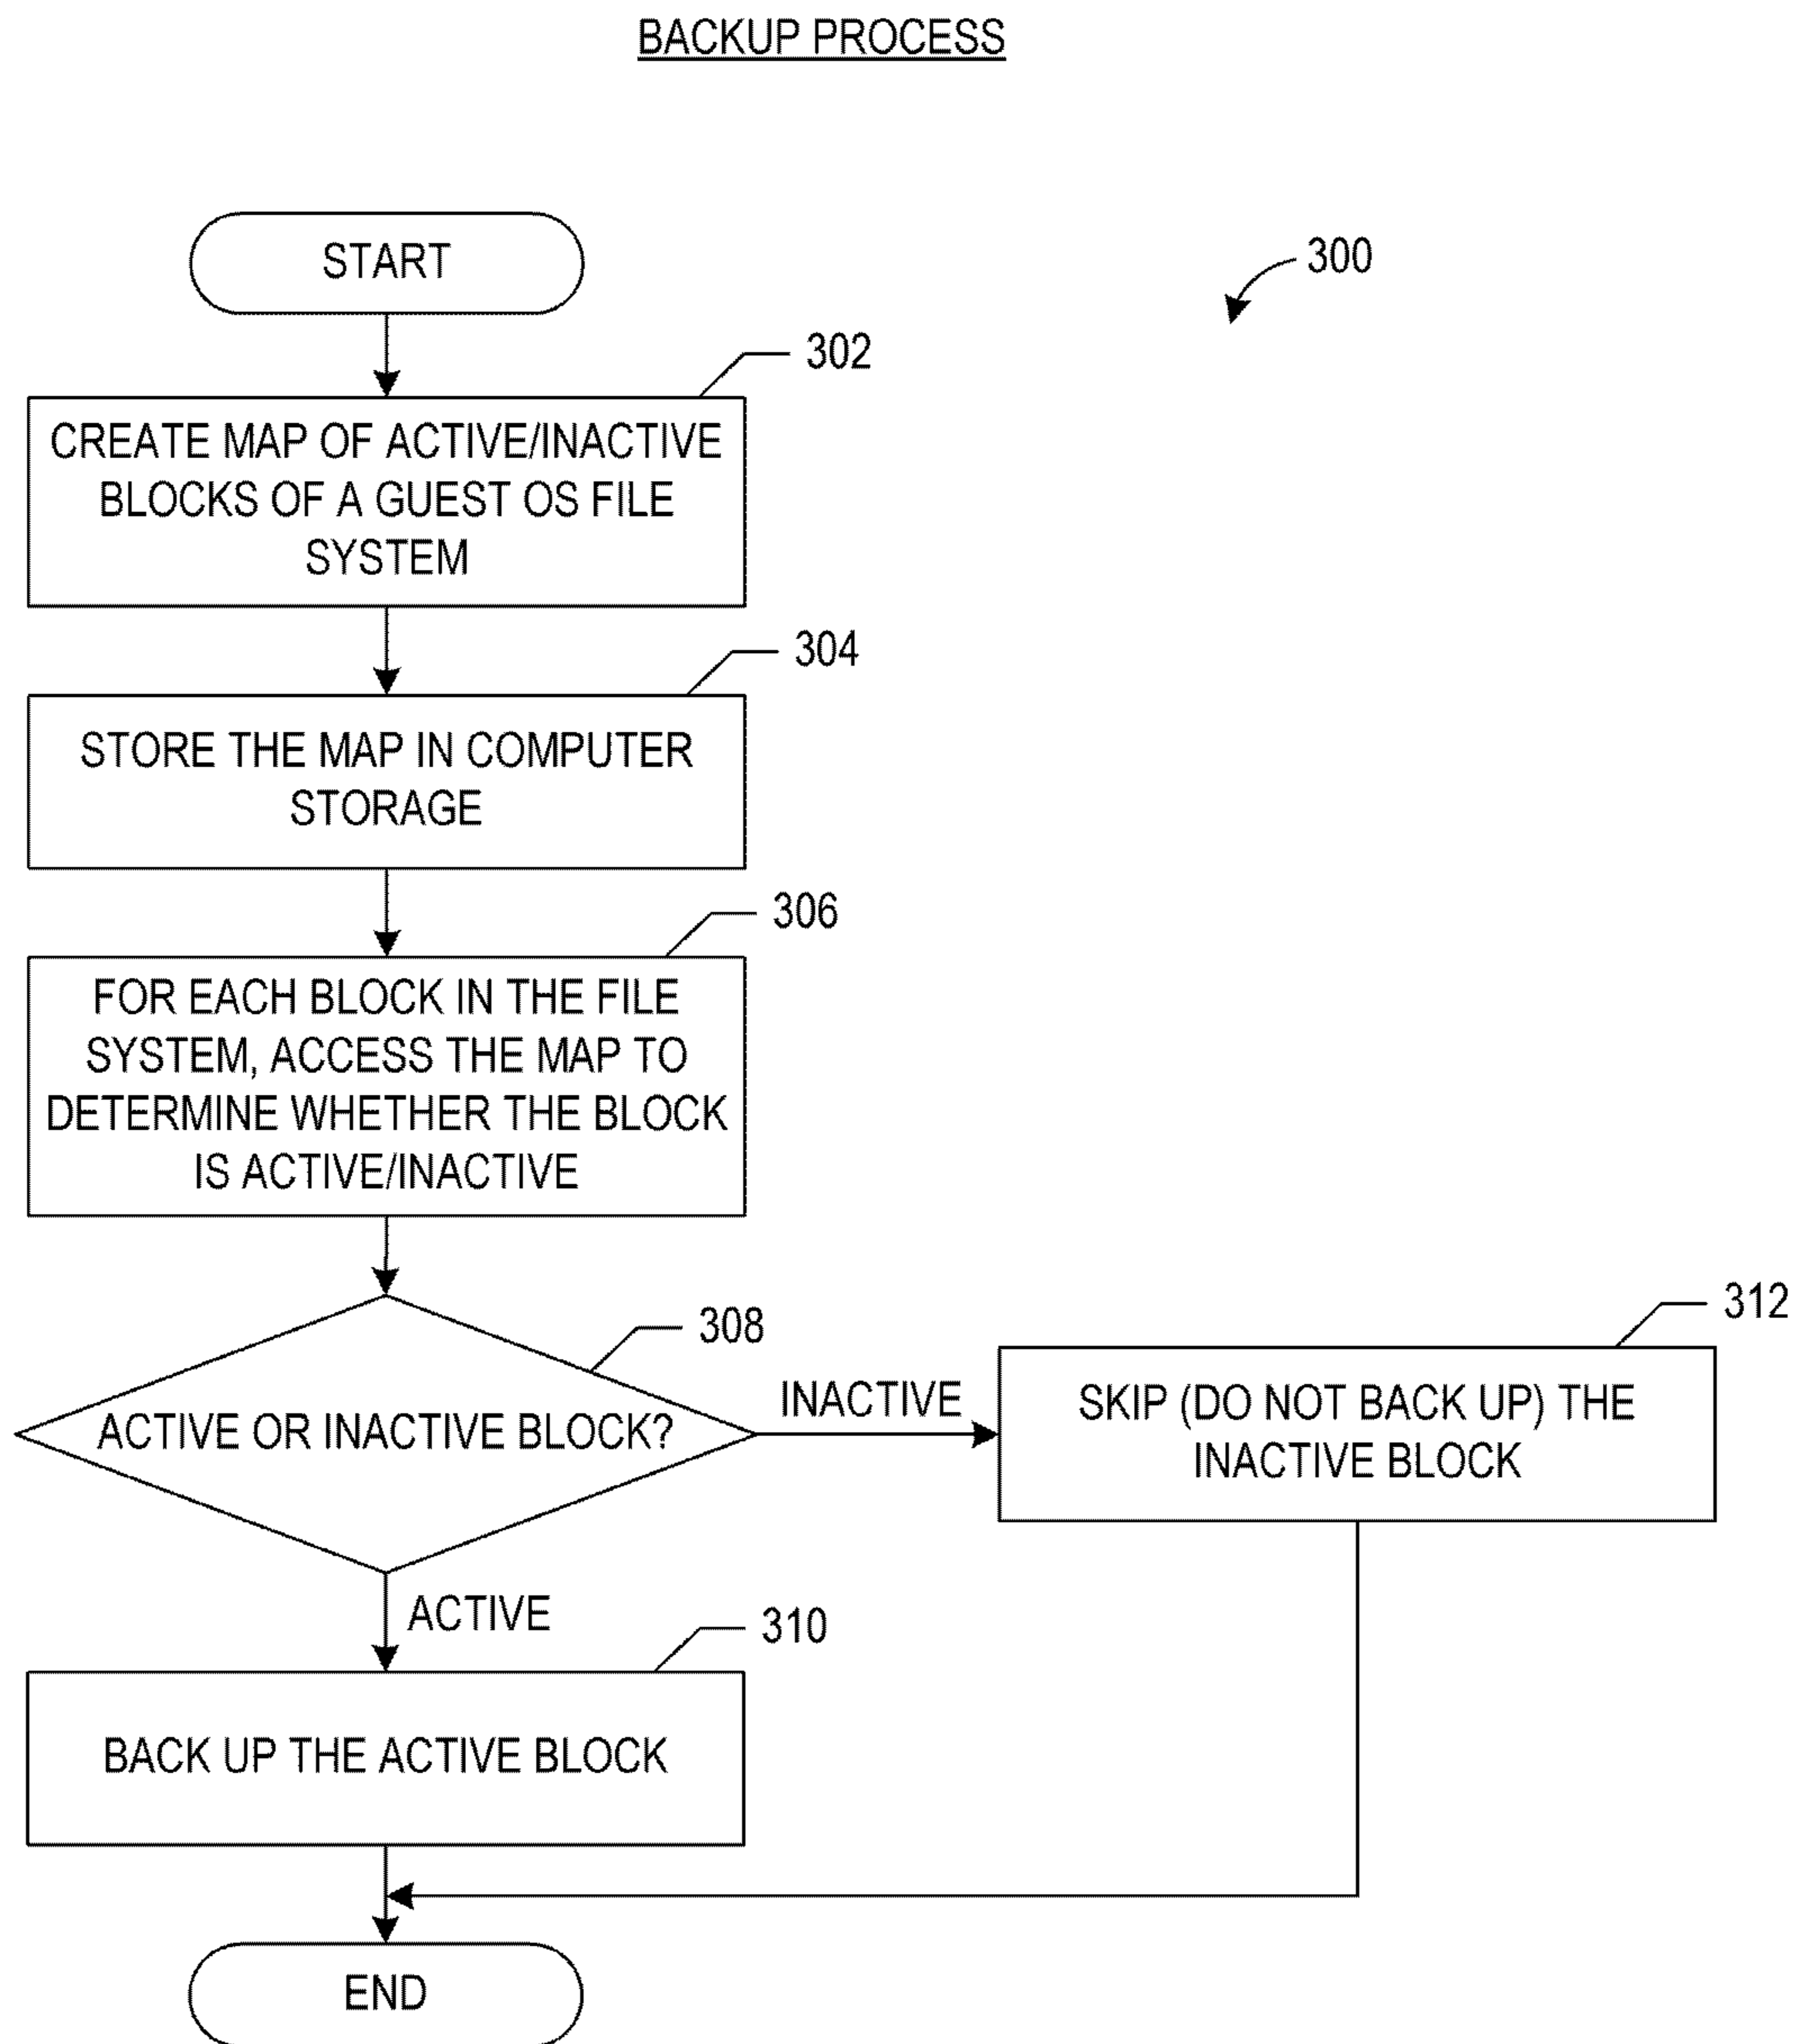 BACKUP PROCESS
START
300
302
CREATE MAP OF ACTIVE/INACTIVE
BLOCKS OF A GUEST OS FILE
SYSTEM
304
STORE THE MAP IN COMPUTER
STORAGE
306
FOR EACH BLOCK IN THE FILE
SYSTEM, ACCESS THE MAP TO
DETERMINE WHETHER THE BLOCK
IS ACTIVE/INACTIVE
308
ACTIVE OR INACTIVE BLOCK?
INACTIVE
312
SKIP (DO NOT BACK UP) THE
INACTIVE BLOCK
ACTIVE
310
BACK UP THE ACTIVE BLOCK
END